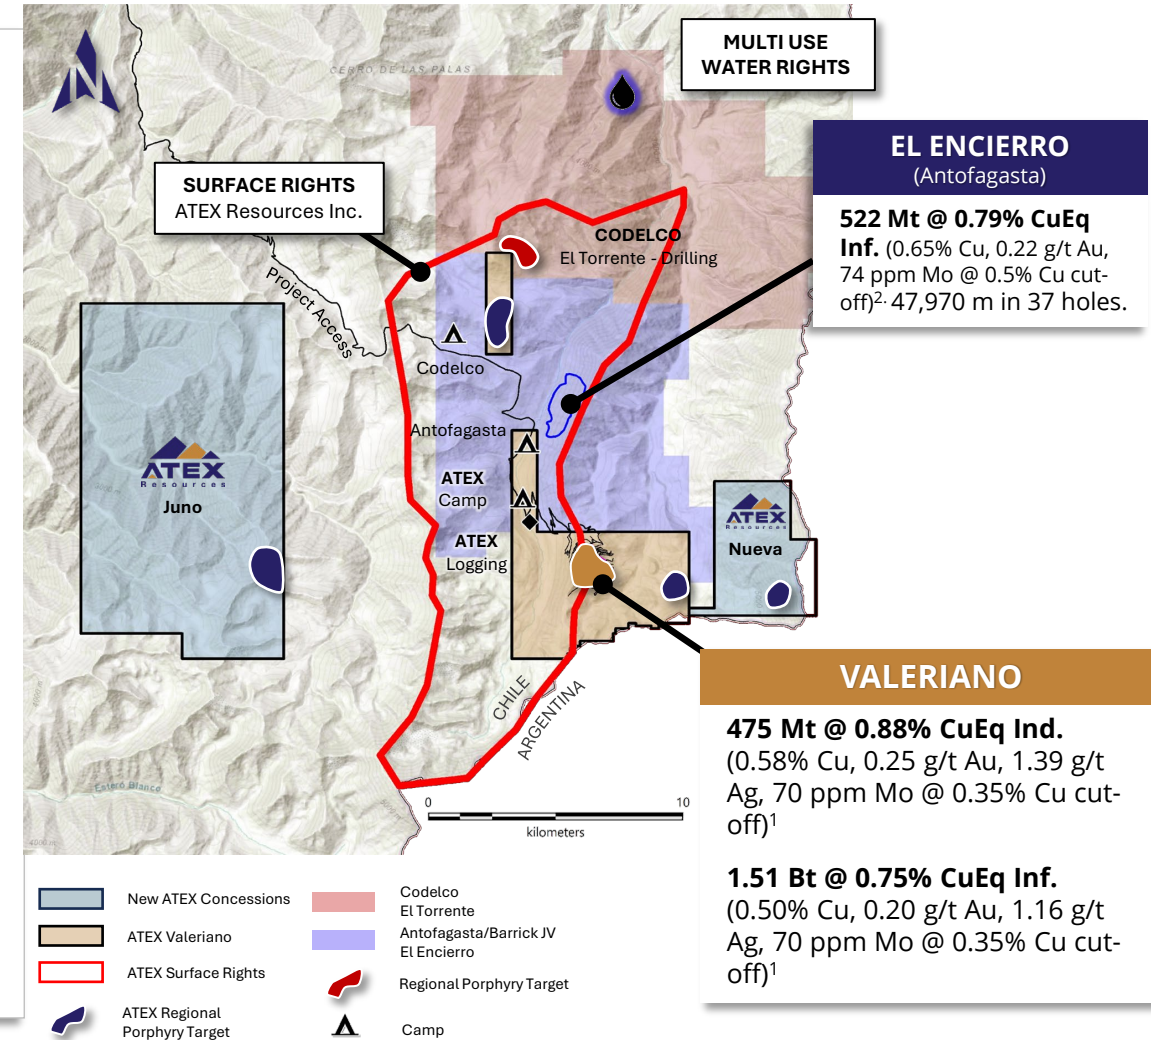 CERRO DE LAS PALAS
MULTI USE
WATER RIGHTS
EL ENCIERRO
(Antofagasta)
522 Mt @ 0.79% CuEq
Inf. (0.65% Cu, 0.22 g/t Au,
74 ppm Mo @ 0.5% Cu cut-
off)2. 47,970 m in 37 holes.
SURFACE RIGHTS
ATEX Resources Inc.
CODELCO
El Torrente - Drilling
Project Access
Codelco
Antofagasta
ATEX
Resources
Juno
ATEX
Camp
ATEX
Logging
ATEX
Resources
Nueva
CHILE
ARGENTINA
Estero Blanco
0 10
kilometers
VALERIANO
475 Mt @ 0.88% CuEq Ind.
(0.58% Cu, 0.25 g/t Au, 1.39 g/t
Ag, 70 ppm Mo @ 0.35% Cu cut-
off)1
1.51 Bt @ 0.75% CuEq Inf.
(0.50% Cu, 0.20 g/t Au, 1.16 g/t
Ag, 70 ppm Mo @ 0.35% Cu cut-
off)1
New ATEX Concessions
ATEX Valeriano
ATEX Surface Rights
ATEX Regional
Porphyry Target
Codelco
El Torrente
Antofagasta/Barrick JV
El Encierro
Regional Porphyry Target
Camp